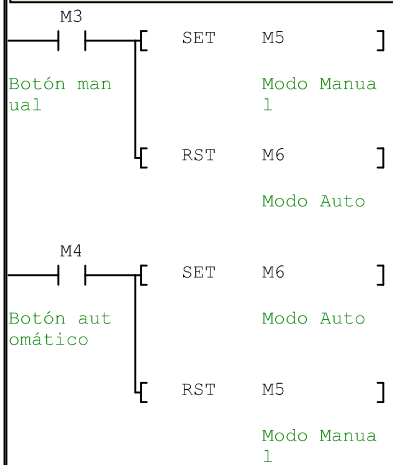 M3
SET M5
Botón man
ual
Modo Manua
l
RST M6
Modo Auto
M4
SET M6
Botón aut
omático
Modo Auto
RST M5
Modo Manua
l